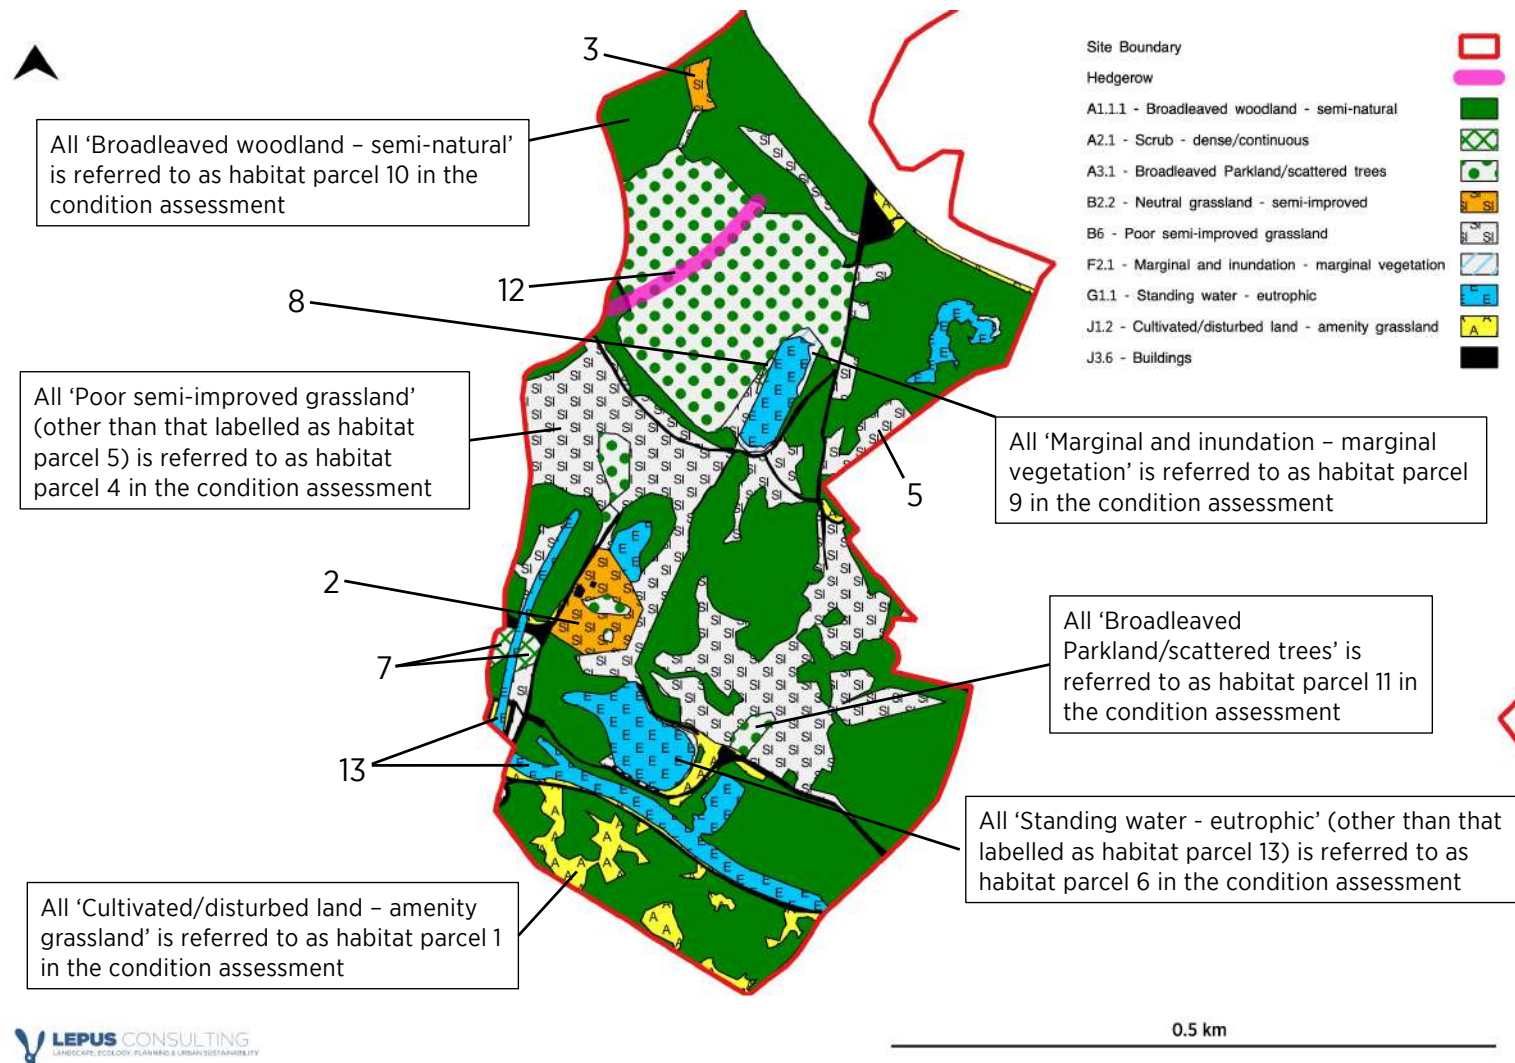 3
Site Boundary
Hedgerow
A1.1.1 - Broadleaved woodland - semi-natural
A2.1 - Scrub - dense/continuous
A3.1 - Broadleaved Parkland/scattered trees
B2.2 - Neutral grassland - semi-improved
B6 - Poor semi-improved grassland
F2.1 - Marginal and inundation - marginal vegetation
G1.1 - Standing water - eutrophic
J1.2 - Cultivated/disturbed land - amenity grassland
J3.6 - Buildings
All ‘Broadleaved woodland – semi-natural’
is referred to as habitat parcel 10 in the
condition assessment
12
8
All ‘Poor semi-improved grassland’
(other than that labelled as habitat
parcel 5) is referred to as habitat
parcel 4 in the condition assessment
5
All ‘Marginal and inundation – marginal
vegetation’ is referred to as habitat parcel
9 in the condition assessment
2
7
All ‘Broadleaved
Parkland/scattered trees’ is
referred to as habitat parcel 11 in
the condition assessment
13
All ‘Standing water - eutrophic’ (other than that
labelled as habitat parcel 13) is referred to as
habitat parcel 6 in the condition assessment
All ‘Cultivated/disturbed land – amenity
grassland’ is referred to as habitat parcel 1
in the condition assessment
LEPUS CONSULTING
LANDSCAPE, ECOLOGY, PLANNING & URBAN SUSTAINABILITY
0.5 km